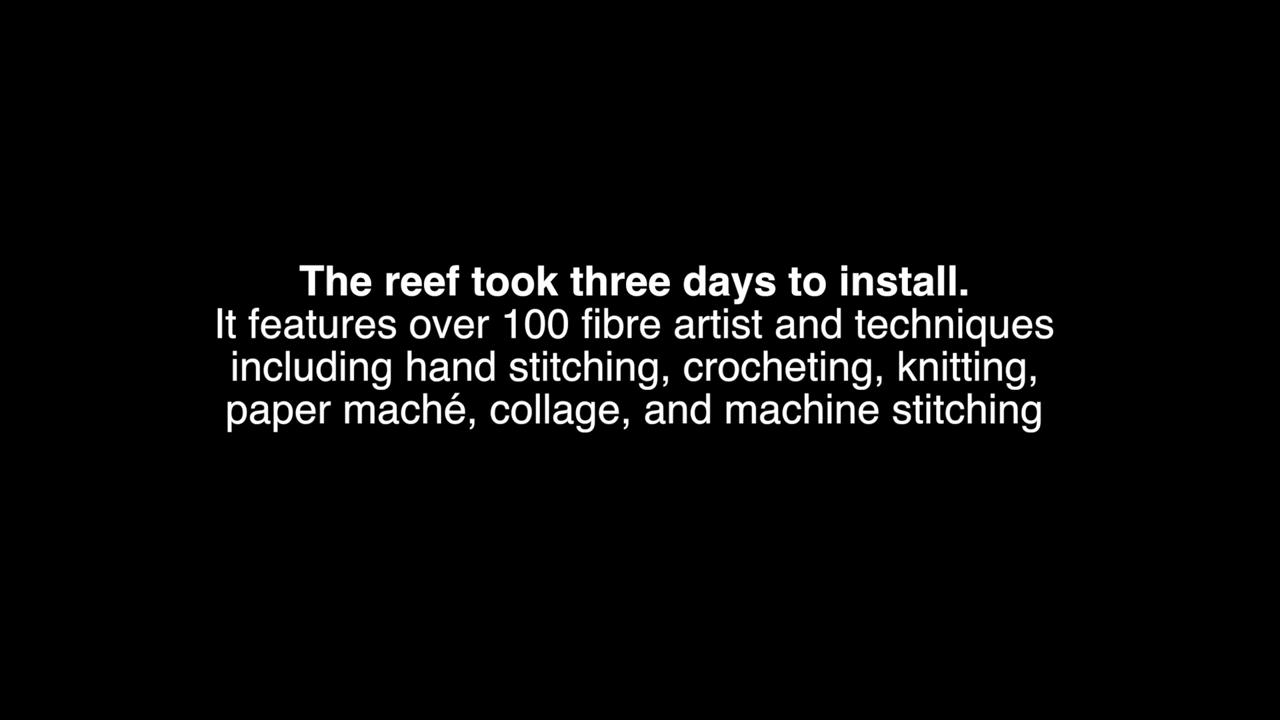 The reef took three days to install.
It features over 100 fibre artist and techniques
including hand stitching, crocheting, knitting,
paper maché, collage, and machine stitching